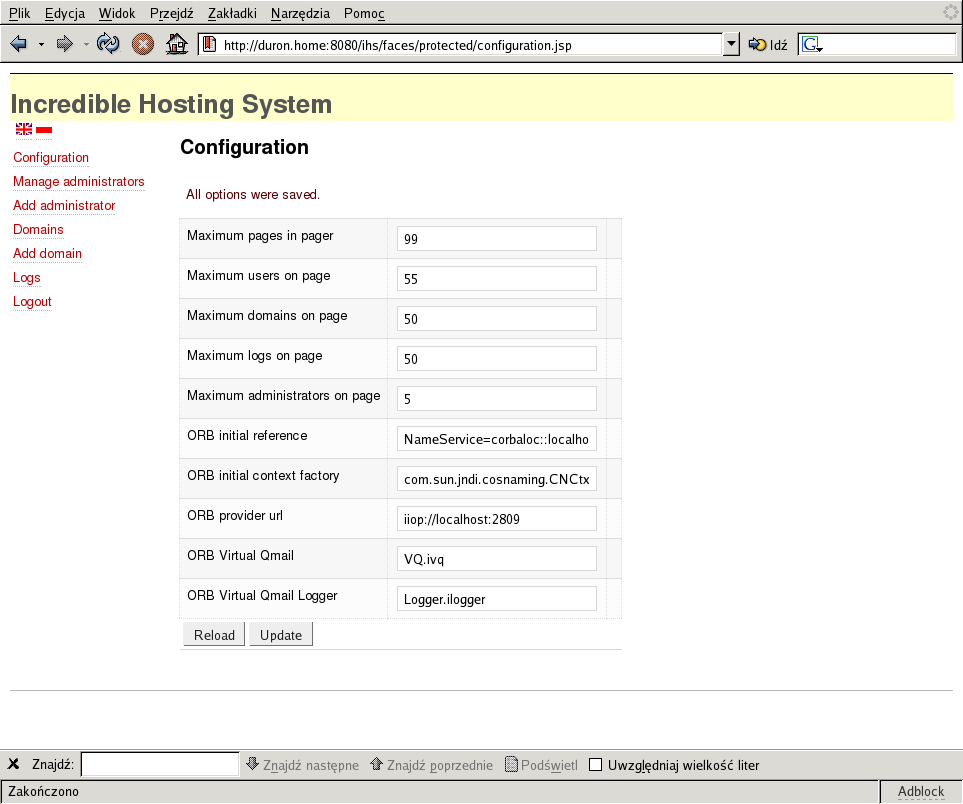 Plik Edycja Widok Przejdź Zakładki Narzędzia Pomoc
http://duron.home:8080/ihs/faces/protected/configuration.jsp Idź G
Incredible Hosting System
Configuration
Manage administrators
Add administrator
Domains
Add domain
Logs
Logout
Configuration
All options were saved.
Maximum pages in pager 99
Maximum users on page 55
Maximum domains on page 50
Maximum logs on page 50
Maximum administrators on page 5
ORB initial reference NameService=corbaloc::localho
ORB initial context factory com.sun.jndi.cosnaming.CNCtx
ORB provider url iiop://localhost:2809
ORB Virtual Qmail VQ.ivq
ORB Virtual Qmail Logger Logger.ilogger
Reload Update
Znajdź: Znajdź następne Znajdź poprzednie Podświetl Uwzględniaj wielkość liter
Zakończono Adblock